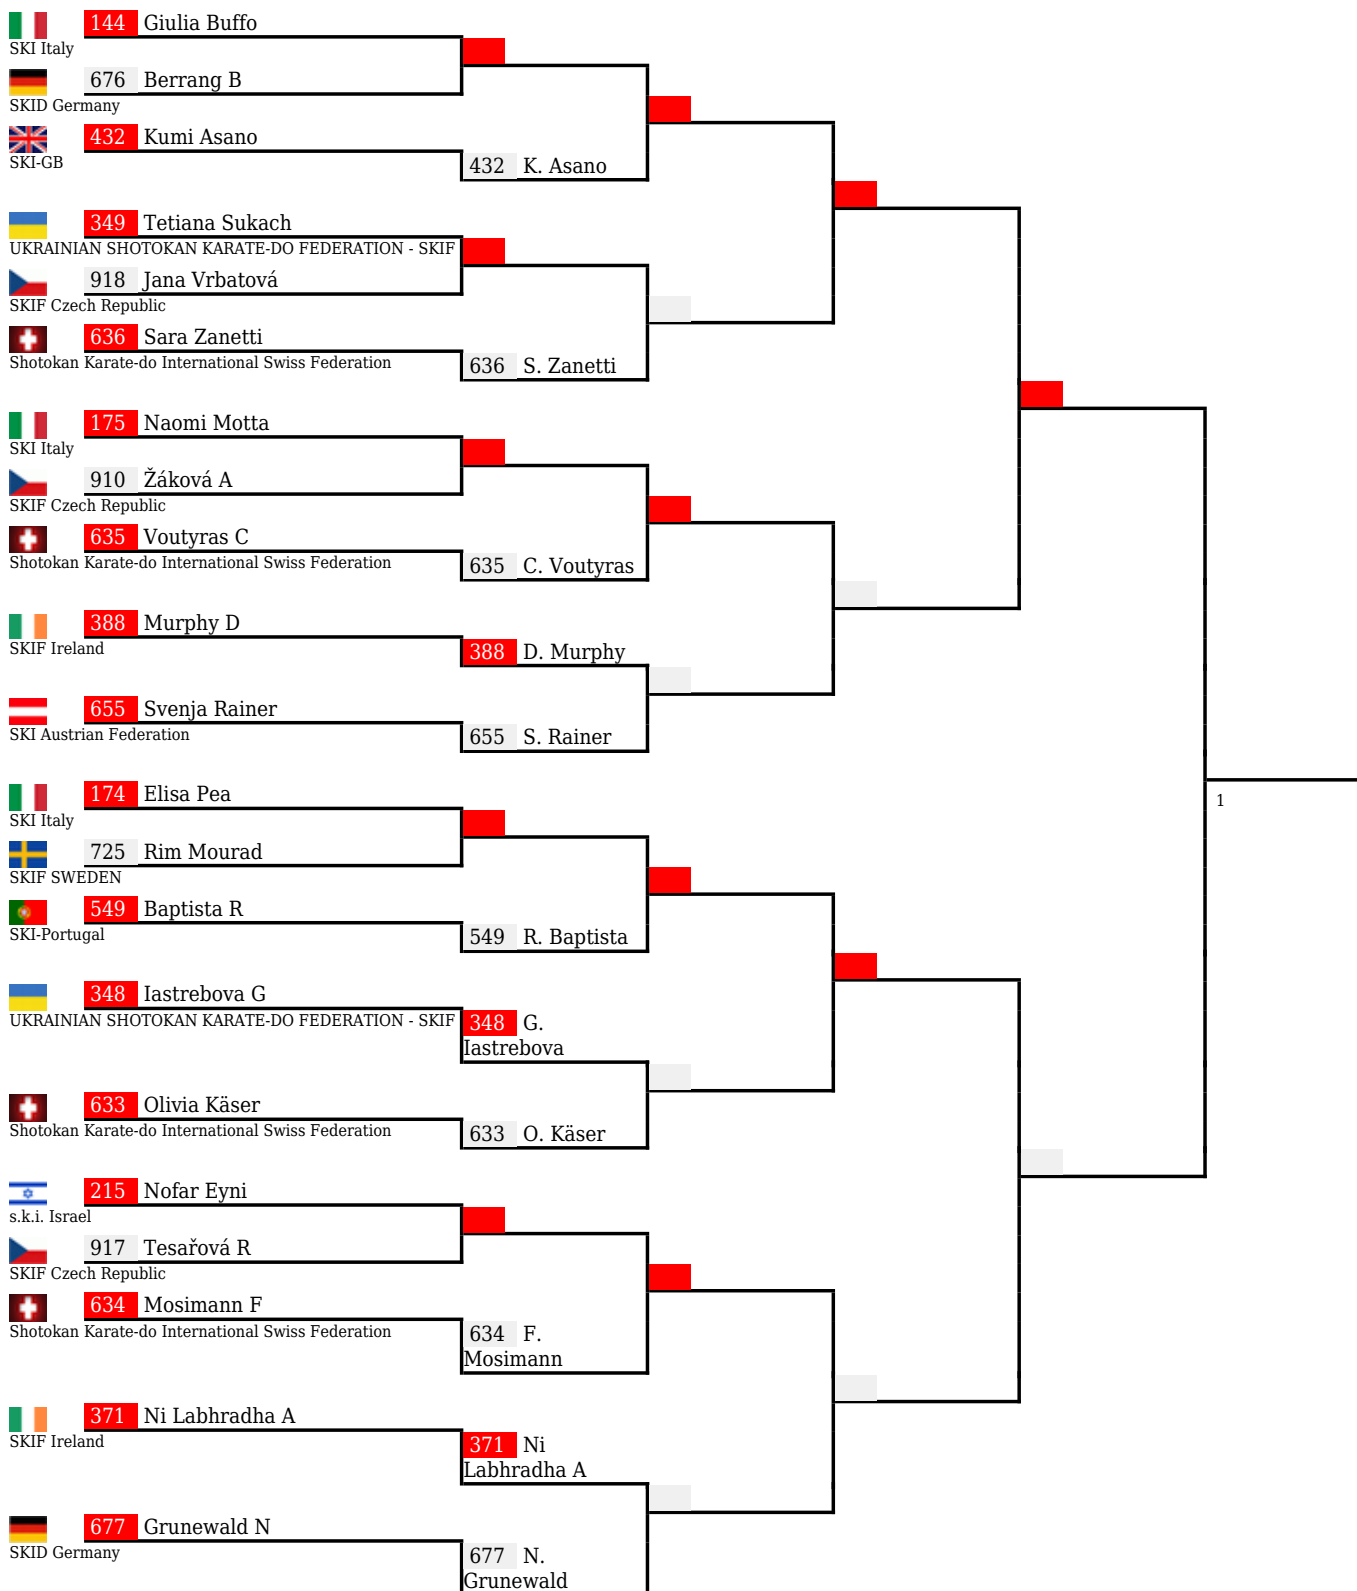 144 Giulia Buffo
SKI Italy
676 Berrang B
SKID Germany
432 Kumi Asano
SKI-GB
432 K. Asano
349 Tetiana Sukach
UKRAINIAN SHOTOKAN KARATE-DO FEDERATION - SKIF
918 Jana Vrbatová
SKIF Czech Republic
636 Sara Zanetti
Shotokan Karate-do International Swiss Federation
636 S. Zanetti
175 Naomi Motta
SKI Italy
910 Žáková A
SKIF Czech Republic
635 Voutyras C
Shotokan Karate-do International Swiss Federation
635 C. Voutyras
388 Murphy D
SKIF Ireland
388 D. Murphy
655 Svenja Rainer
SKI Austrian Federation
655 S. Rainer
174 Elisa Pea
SKI Italy
1
725 Rim Mourad
SKIF SWEDEN
549 Baptista R
SKI-Portugal
549 R. Baptista
348 Iastrebova G
UKRAINIAN SHOTOKAN KARATE-DO FEDERATION - SKIF
348 G.
Iastrebova
633 Olivia Käser
Shotokan Karate-do International Swiss Federation
633 O. Käser
215 Nofar Eyni
s.k.i. Israel
917 Tesařová R
SKIF Czech Republic
634 Mosimann F
Shotokan Karate-do International Swiss Federation
634 F.
Mosimann
371 Ni Labhradha A
SKIF Ireland
371 Ni
Labhradha A
677 Grunewald N
SKID Germany
677 N.
Grunewald